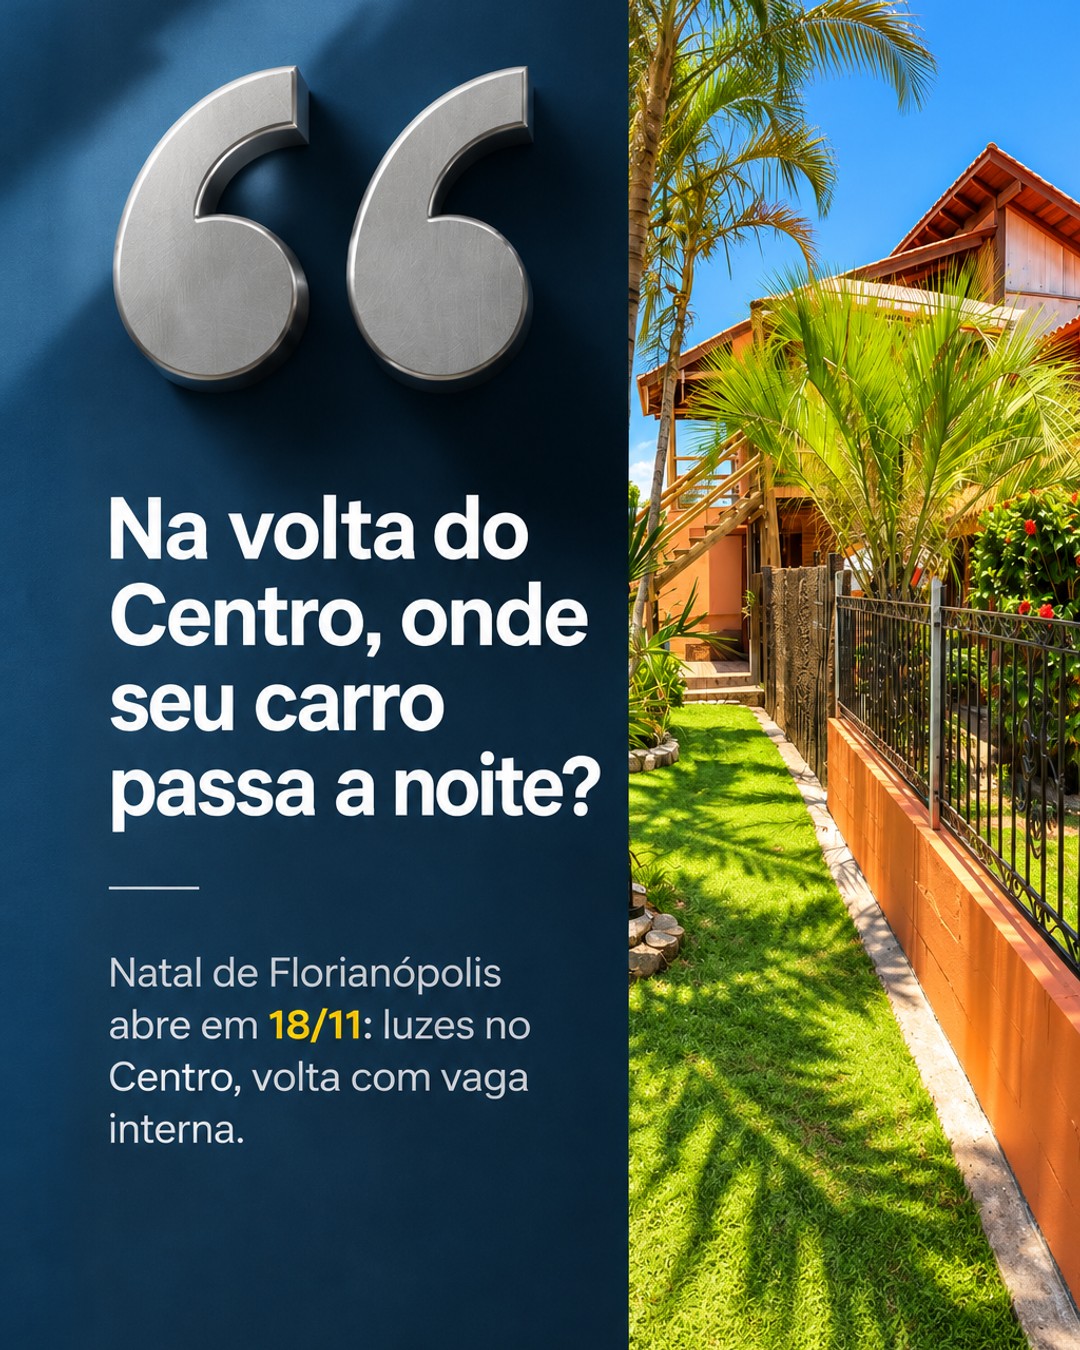 Na volta do
Centro, onde
seu carro
passa a noite?
Natal de Florianópolis
abre em 18/11: luzes no
Centro, volta com vaga
interna.